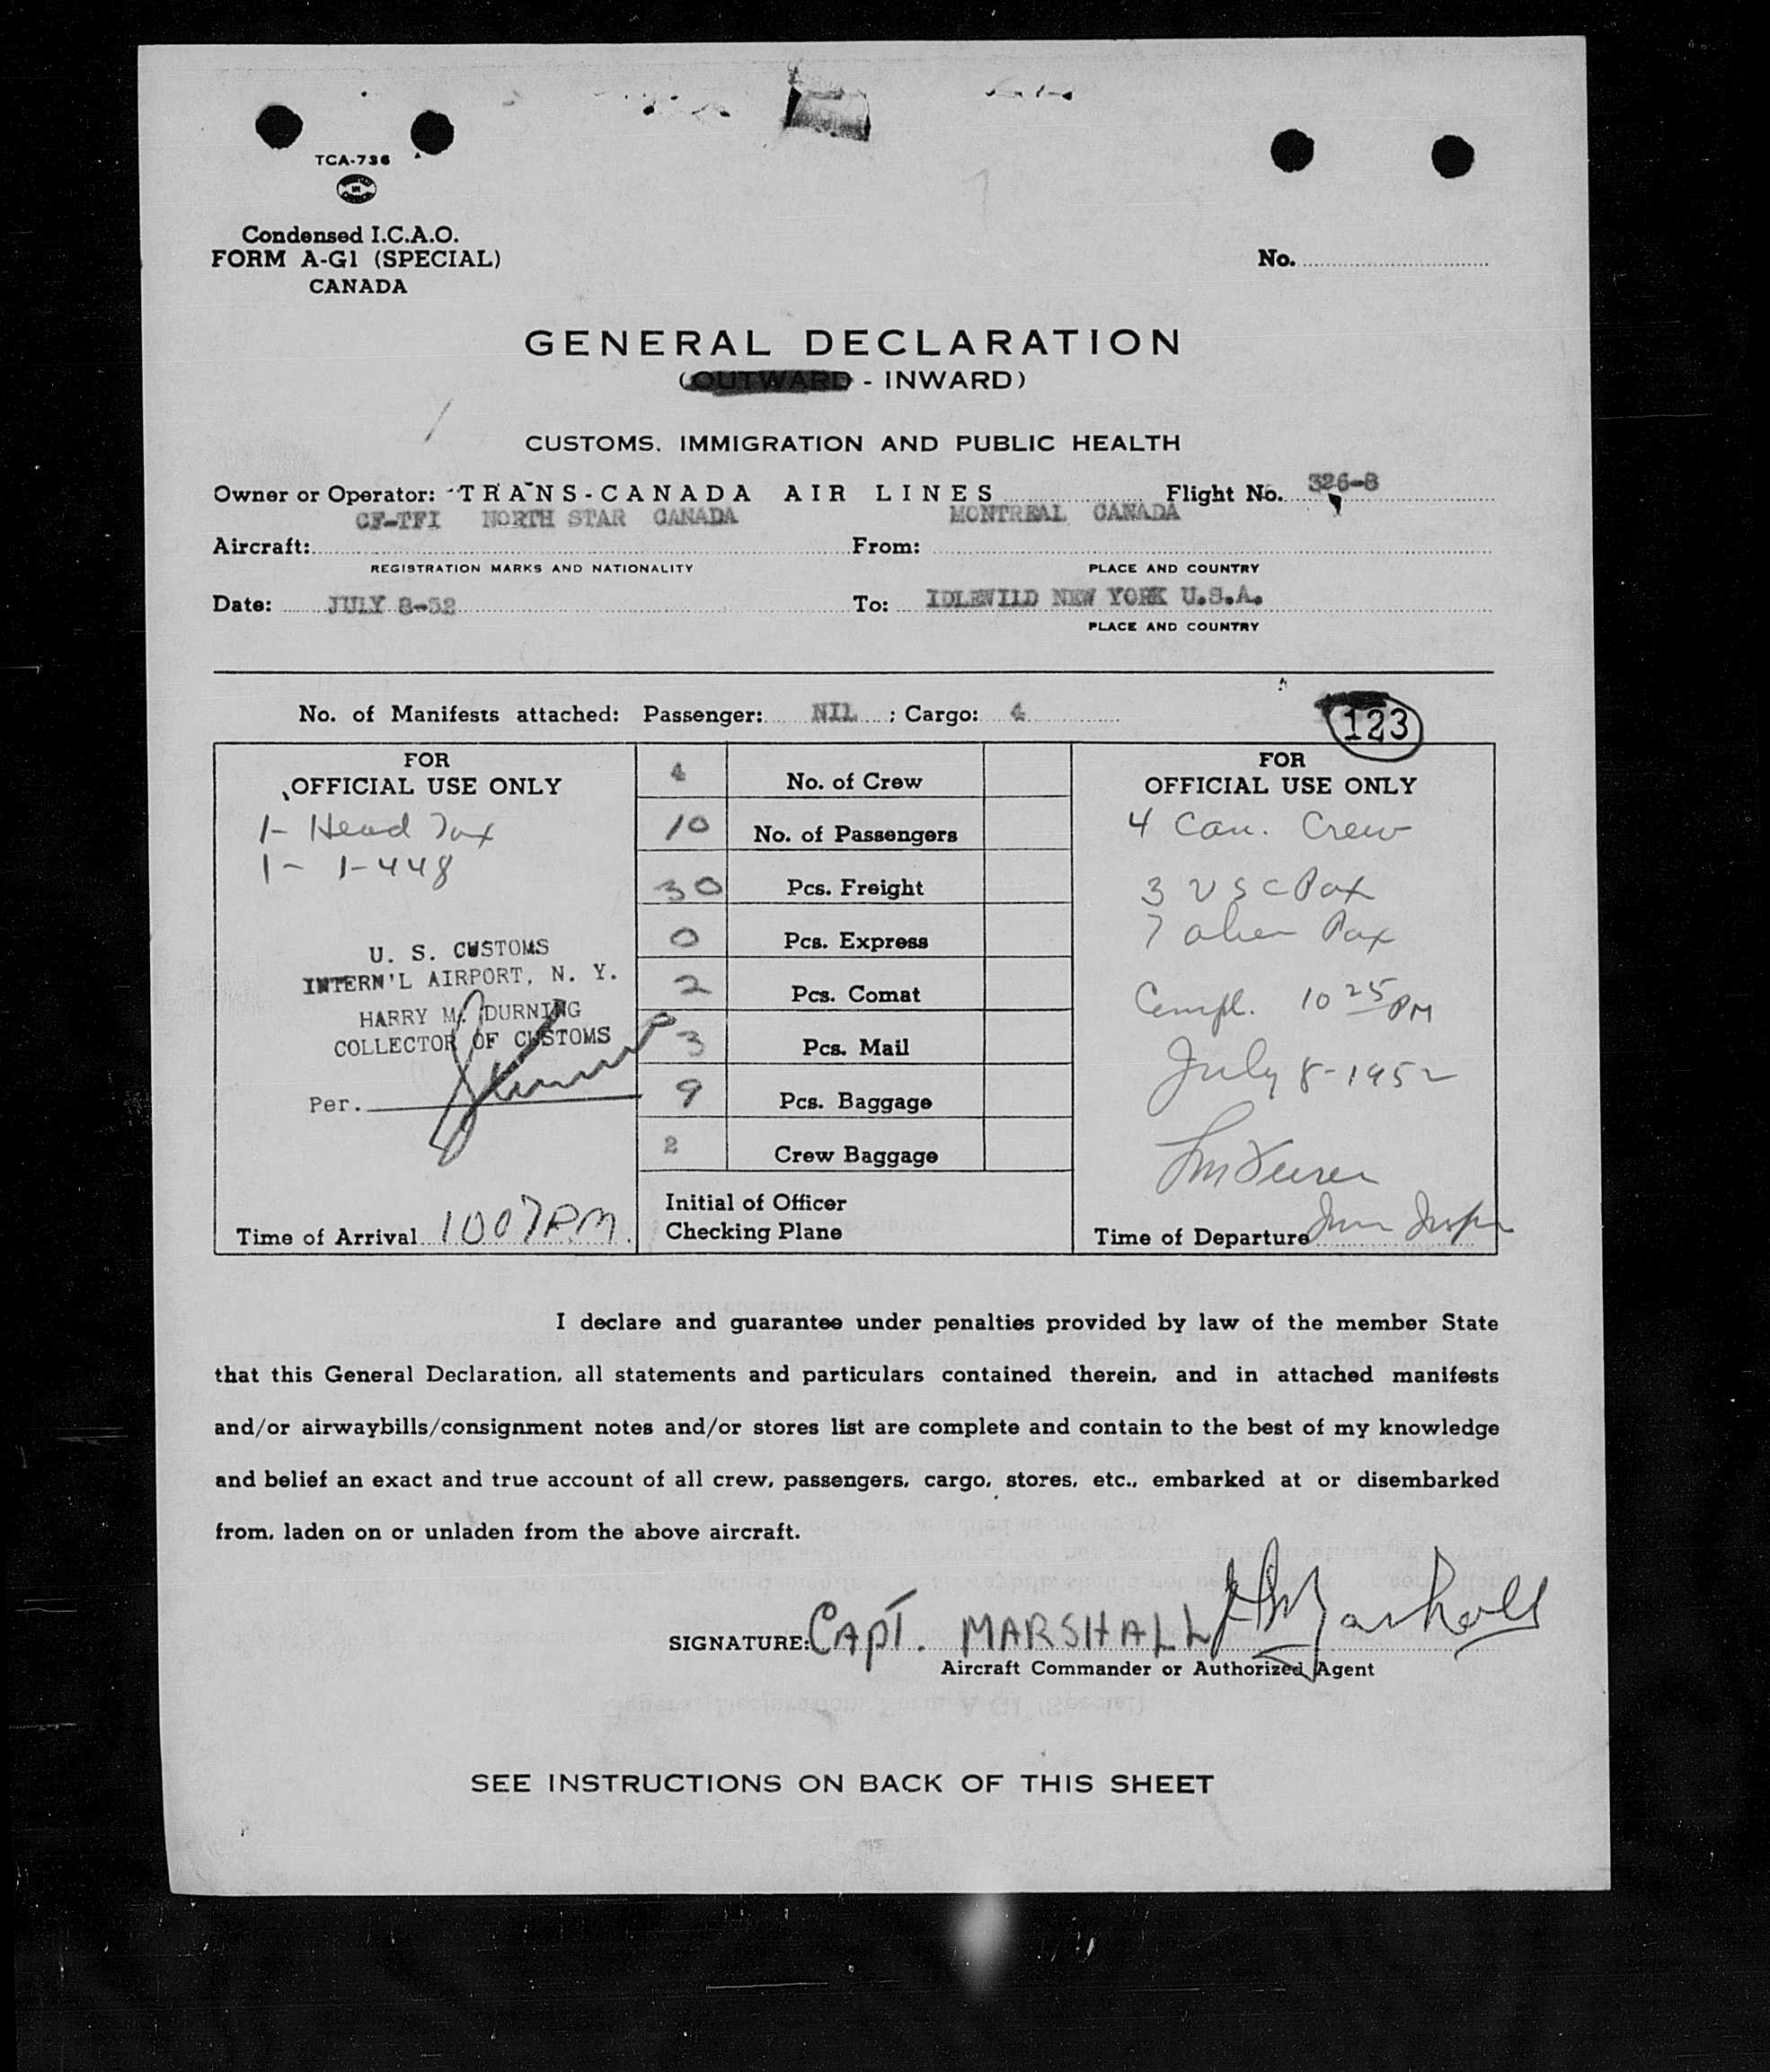 TCA-736
Condensed I.C.A.O.
FORM A-G1 (SPECIAL)
CANADA
No.
GENERAL DECLARATION
(OUTWARD - INWARD)
CUSTOMS, IMMIGRATION AND PUBLIC HEALTH
Owner or Operator: TRANS-CANADA AIR LINES Flight No. 326-8
CF-TFI NORTH STAR CANADA MONTREAL CANADA
Aircraft: From:
REGISTRATION MARKS AND NATIONALITY PLACE AND COUNTRY
Date: JULY 8-52 To: IDLEWILD NEW YORK U.S.A.
PLACE AND COUNTRY
No. of Manifests attached: Passenger: NIL ; Cargo: 4
123
FOR
OFFICIAL USE ONLY
1- Head Tax
1- 1-448
U. S. CUSTOMS
INTERN'L AIRPORT, N. Y.
HARRY M. DURNING
COLLECTOR OF CUSTOMS
Per.
Time of Arrival 1007PM.
4 No. of Crew
10 No. of Passengers
30 Pcs. Freight
0 Pcs. Express
2 Pcs. Comat
3 Pcs. Mail
9 Pcs. Baggage
2 Crew Baggage
Initial of Officer
Checking Plane
FOR
OFFICIAL USE ONLY
4 Can. Crew
3 USC Pax
7 alien Pax
Compl. 10 25 PM
July 8-1952
Time of Departure Imm Insp
I declare and guarantee under penalties provided by law of the member State
that this General Declaration, all statements and particulars contained therein, and in attached manifests
and/or airwaybills/consignment notes and/or stores list are complete and contain to the best of my knowledge
and belief an exact and true account of all crew, passengers, cargo, stores, etc., embarked at or disembarked
from, laden on or unladen from the above aircraft.
SIGNATURE: CAPT. MARSHALL Marshall
Aircraft Commander or Authorized Agent
SEE INSTRUCTIONS ON BACK OF THIS SHEET